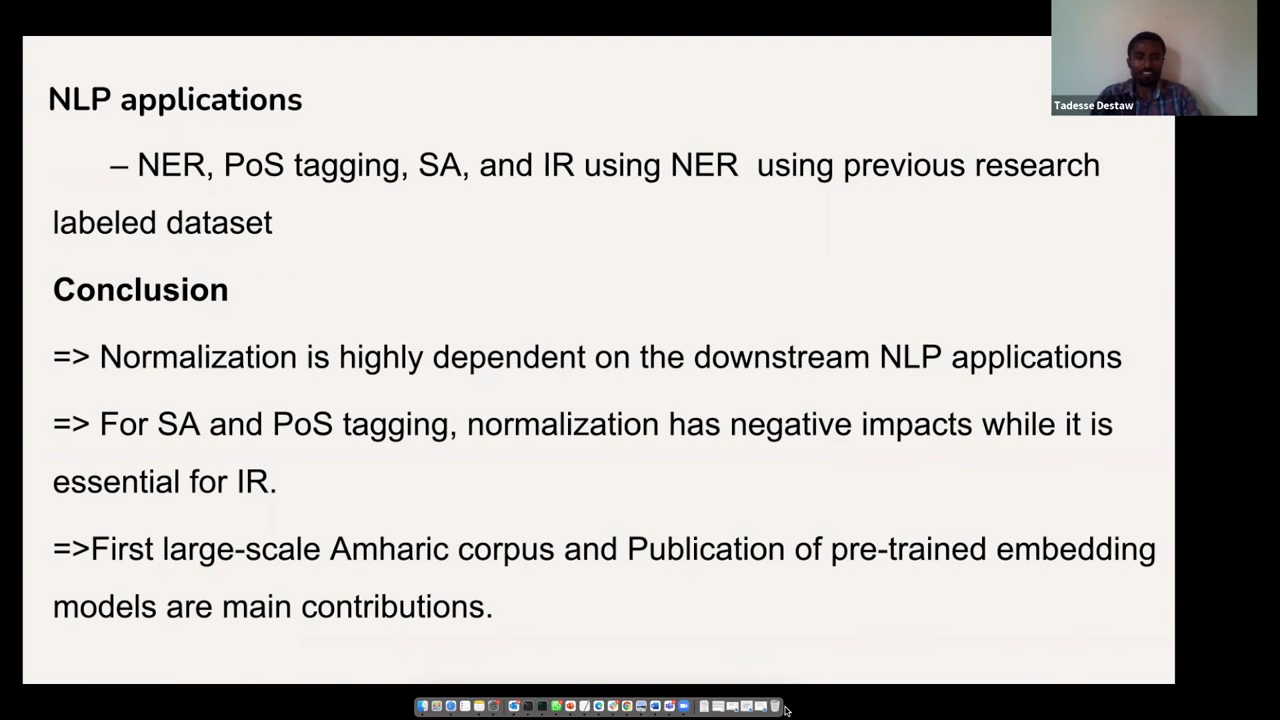 NLP applications
– NER, PoS tagging, SA, and IR using NER using previous research
labeled dataset
Conclusion
=> Normalization is highly dependent on the downstream NLP applications
=> For SA and PoS tagging, normalization has negative impacts while it is
essential for IR.
=>First large-scale Amharic corpus and Publication of pre-trained embedding
models are main contributions.
Tadesse Destaw